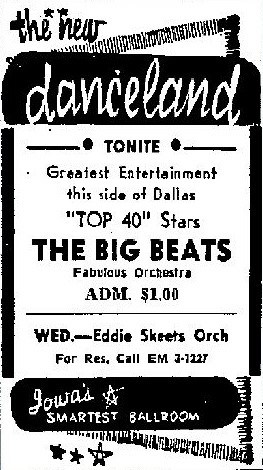 the new
danceland
TONITE
Greatest Entertainment
this side of Dallas
"TOP 40" Stars
THE BIG BEATS
Fabulous Orchestra
ADM. $1.00
WED.—Eddie Skeets Orch
For Res. Call EM 3-1227
Iowa's
SMARTEST BALLROOM